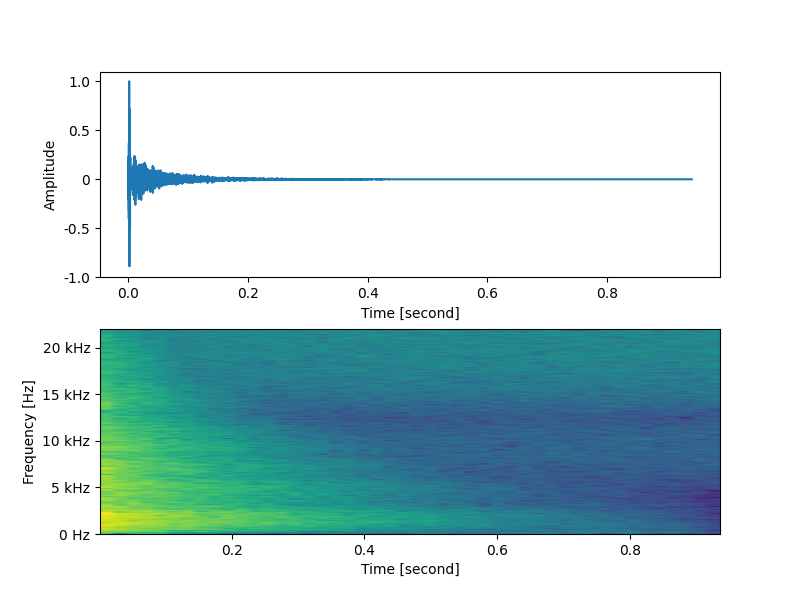 1.0
0.5
0
-0.5
-1.0
Amplitude
0.0 0.2 0.4 0.6 0.8
Time [second]
20 kHz
15 kHz
10 kHz
5 kHz
0 Hz
Frequency [Hz]
0.2 0.4 0.6 0.8
Time [second]